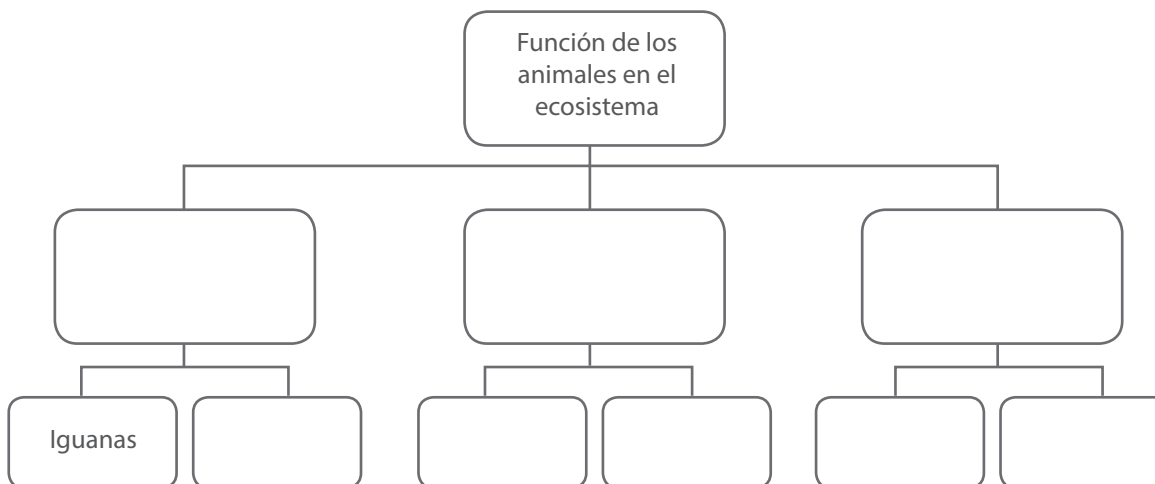 Función de los
animales en el
ecosistema
Iguanas